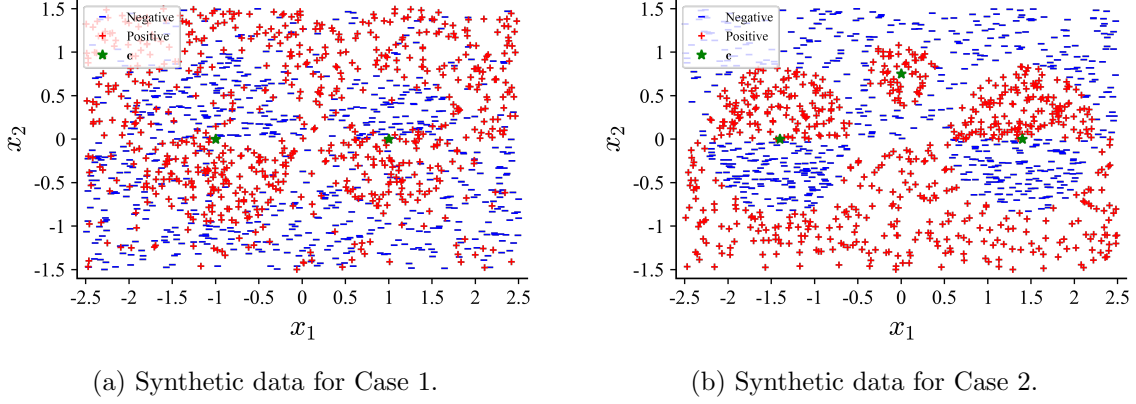 1.5
1
0.5
0
-0.5
-1
-1.5
x2
Negative
Positive
c
-2.5 -2 -1.5 -1 -0.5 0 0.5 1 1.5 2 2.5
x1
(a) Synthetic data for Case 1.
1.5
1
0.5
0
-0.5
-1
-1.5
x2
Negative
Positive
c
-2.5 -2 -1.5 -1 -0.5 0 0.5 1 1.5 2 2.5
x1
(b) Synthetic data for Case 2.